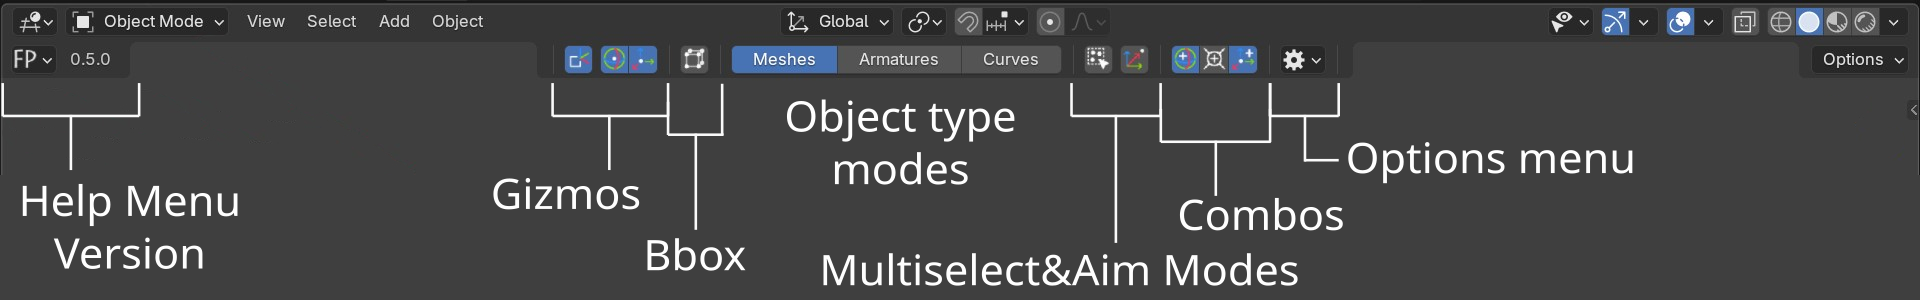 Object Mode View Select Add Object Global
FP 0.5.0 Meshes Armatures Curves Options
Object type
modes
Options menu
Help Menu
Version
Gizmos
Combos
Bbox
Multiselect&Aim Modes